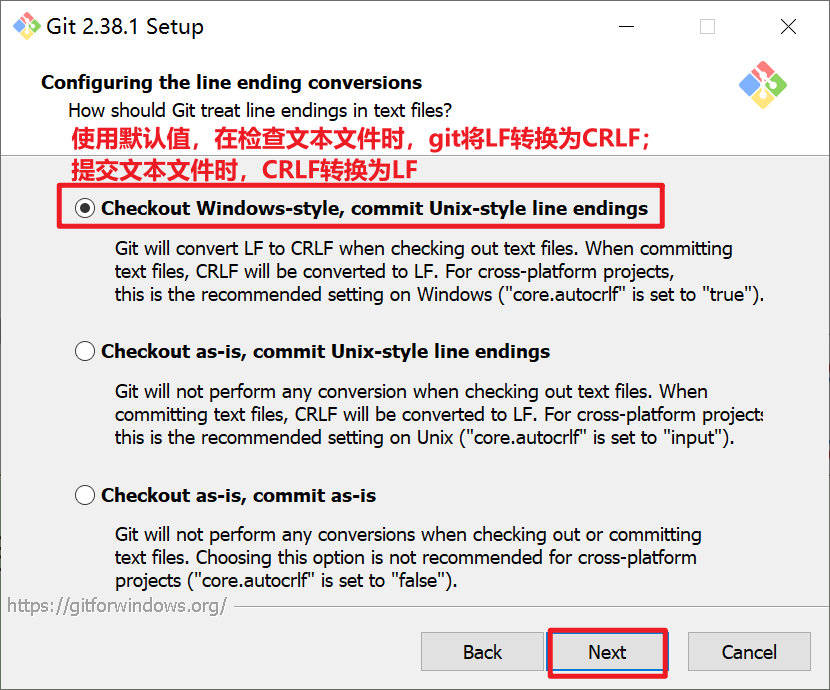 Git 2.38.1 Setup
Configuring the line ending conversions
How should Git treat line endings in text files?
使用默认值，在检查文本文件时，git将LF转换为CRLF；
提交文本文件时，CRLF转换为LF
Checkout Windows-style, commit Unix-style line endings
Git will convert LF to CRLF when checking out text files. When committing
text files, CRLF will be converted to LF. For cross-platform projects,
this is the recommended setting on Windows ("core.autocrlf" is set to "true").
Checkout as-is, commit Unix-style line endings
Git will not perform any conversion when checking out text files. When
committing text files, CRLF will be converted to LF. For cross-platform projects
this is the recommended setting on Unix ("core.autocrlf" is set to "input").
Checkout as-is, commit as-is
Git will not perform any conversions when checking out or committing
text files. Choosing this option is not recommended for cross-platform
projects ("core.autocrlf" is set to "false").
https://gitforwindows.org/
Back
Next
Cancel